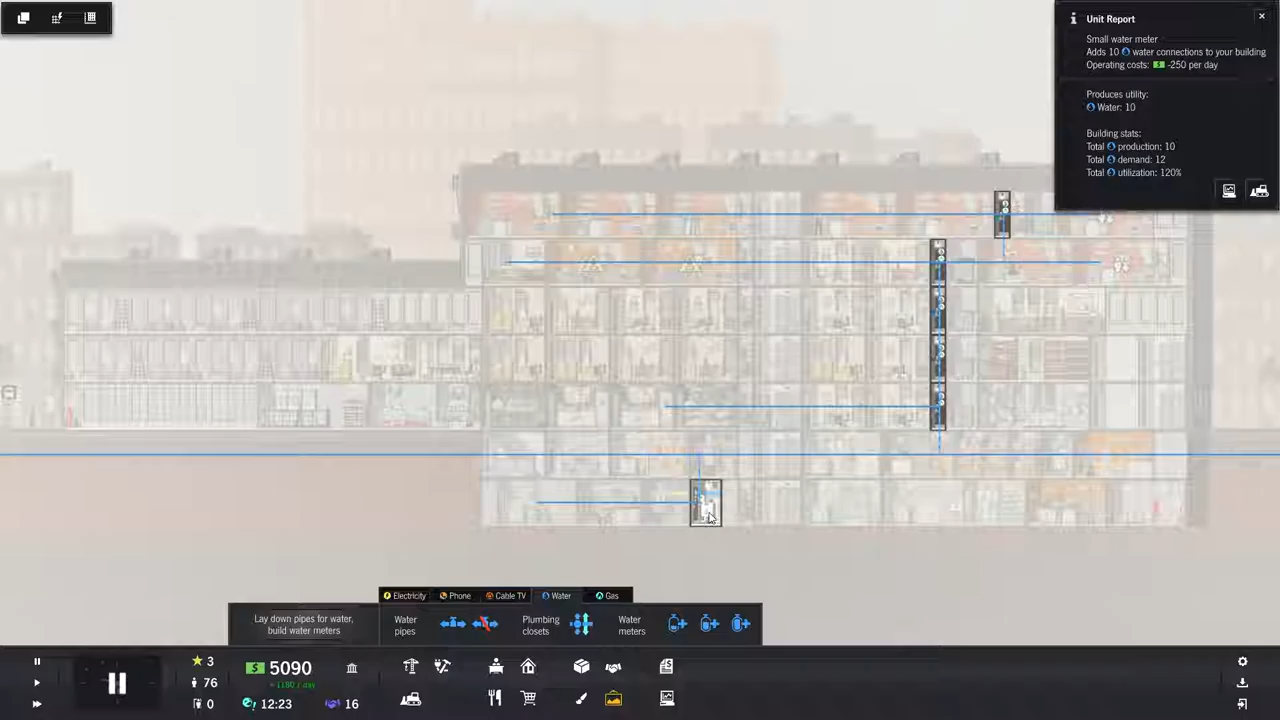 Unit Report
Small water meter
Adds 10 water connections to your building
Operating costs: -250 per day
Produces utility:
Water: 10
Building stats:
Total production: 10
Total demand: 12
Total utilization: 120%
Electricity Phone Cable TV Water Gas
Lay down pipes for water,
build water meters
Water
pipes
Plumbing
closets
Water
meters
3
5090
76
0
12:23
16